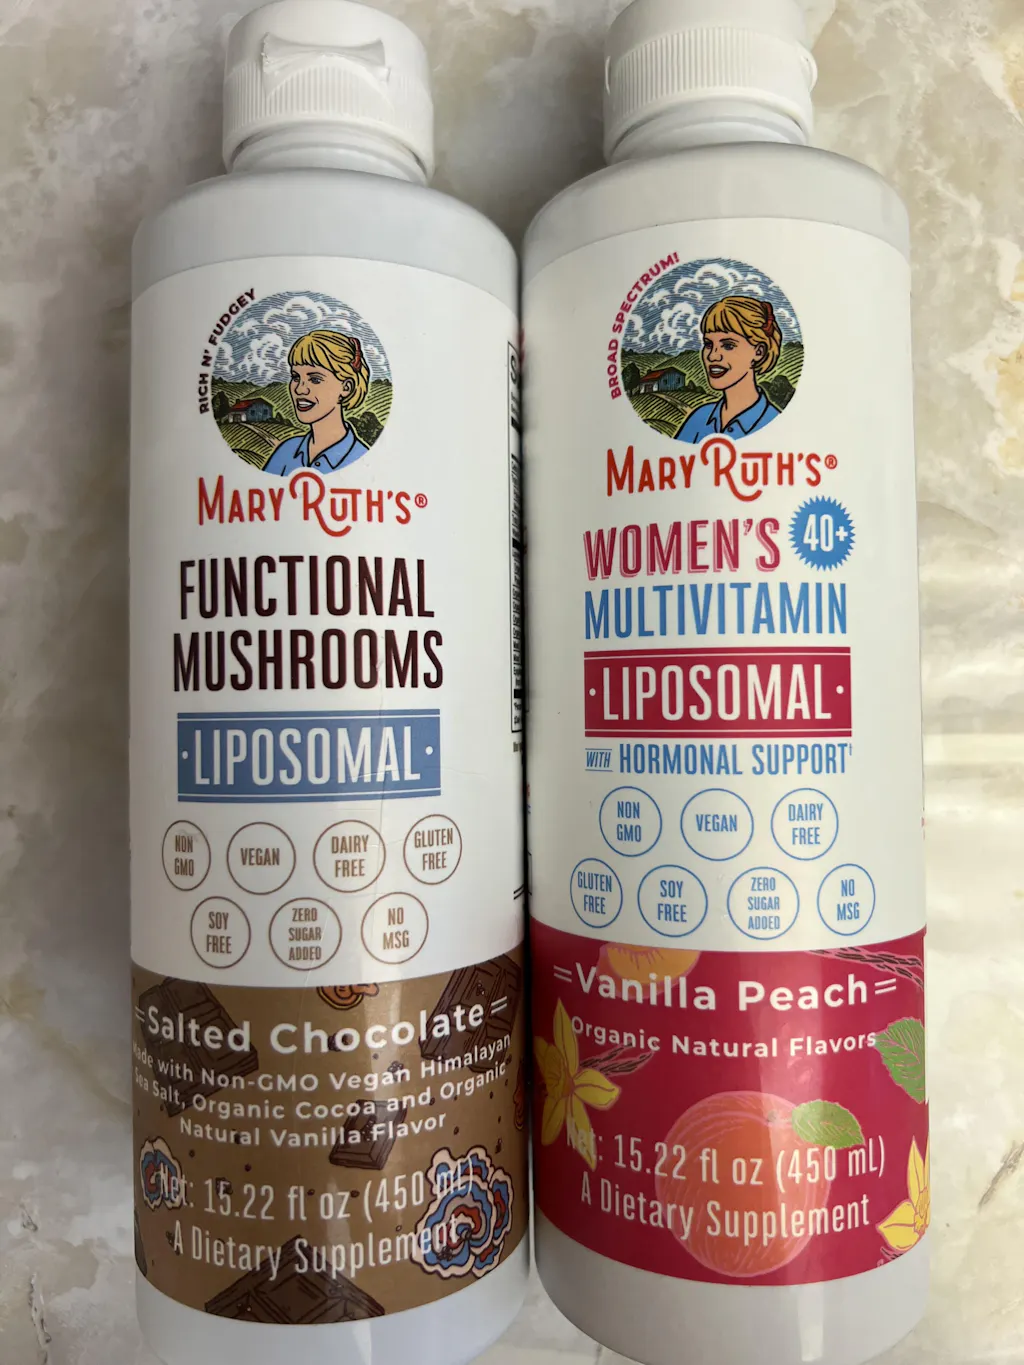 RICH N' FUDGEY
MARY RUTH'S®
FUNCTIONAL
MUSHROOMS
·LIPOSOMAL·
NON
GMO
VEGAN
DAIRY
FREE
GLUTEN
FREE
SOY
FREE
ZERO
SUGAR
ADDED
NO
MSG
=Salted Chocolate=
Made with Non-GMO Vegan Himalayan
Sea Salt, Organic Cocoa and Organic
Natural Vanilla Flavor
Net: 15.22 fl oz (450 mL)
A Dietary Supplement
BROAD SPECTRUM!
MARY RUTH'S®
WOMEN'S 40+
MULTIVITAMIN
·LIPOSOMAL·
WITH HORMONAL SUPPORT†
NON
GMO
VEGAN
DAIRY
FREE
GLUTEN
FREE
SOY
FREE
ZERO
SUGAR
ADDED
NO
MSG
=Vanilla Peach=
Organic Natural Flavors
Net: 15.22 fl oz (450 mL)
A Dietary Supplement